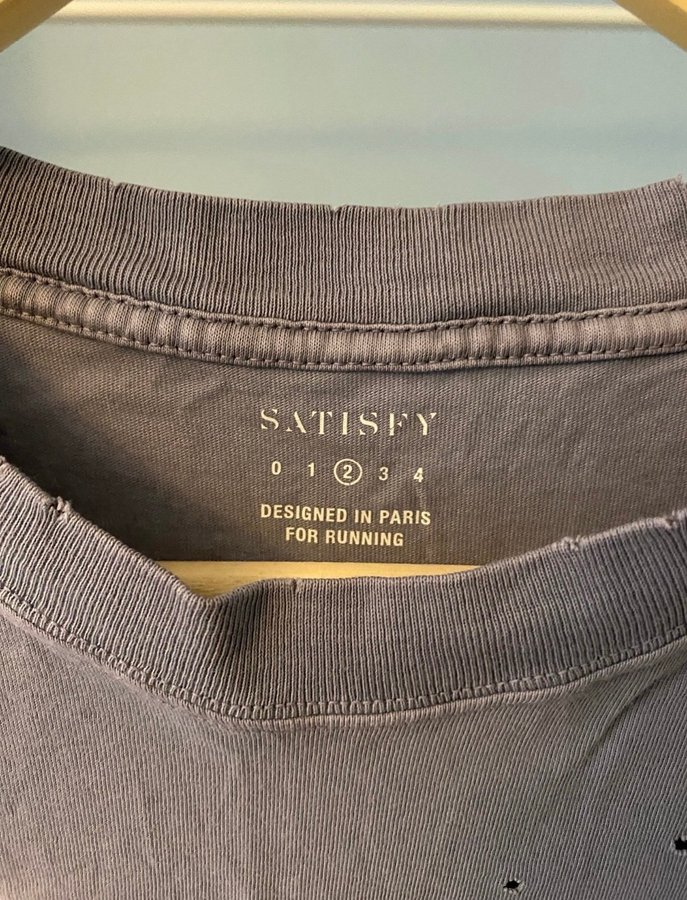 SATISFY
0 1 2 3 4
DESIGNED IN PARIS
FOR RUNNING